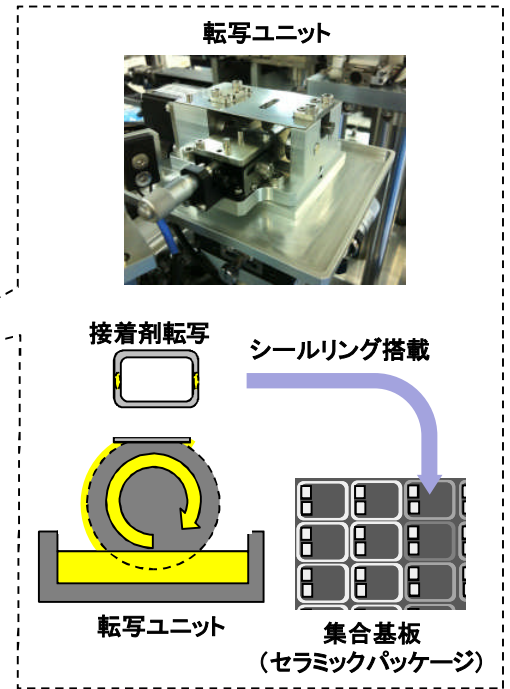 転写ユニット
接着剤転写
シールリング搭載
転写ユニット
集合基板
（セラミックパッケージ）